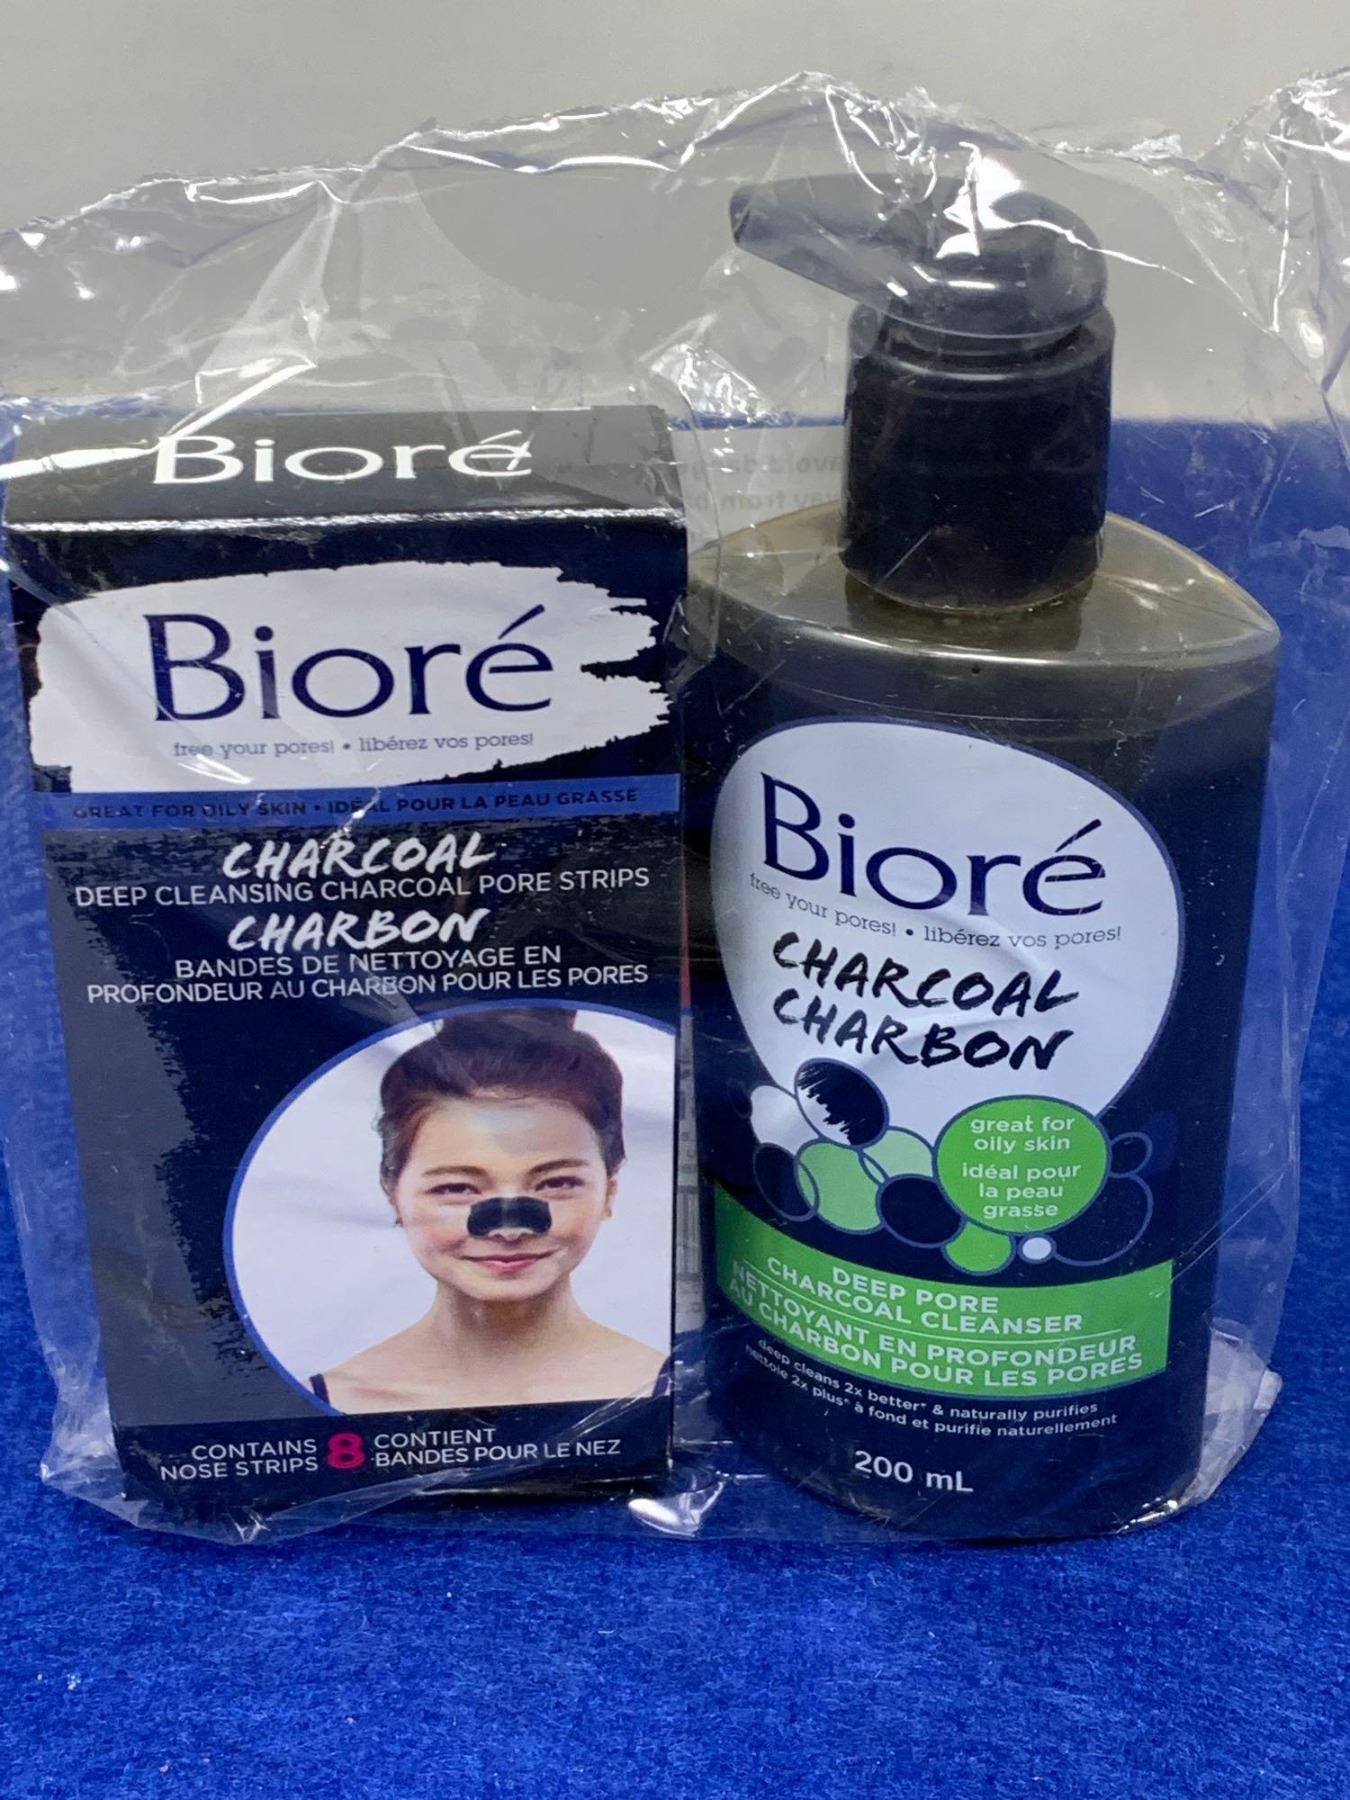 Bioré
Bioré
free your pores! • libérez vos pores!
GREAT FOR OILY SKIN • IDÉAL POUR LA PEAU GRASSE
CHARCOAL
DEEP CLEANSING CHARCOAL PORE STRIPS
CHARBON
BANDES DE NETTOYAGE EN
PROFONDEUR AU CHARBON POUR LES PORES
CONTAINS 8 CONTIENT
NOSE STRIPS BANDES POUR LE NEZ
Bioré
free your pores! • libérez vos pores!
CHARCOAL
CHARBON
great for
oily skin
idéal pour
la peau
grasse
DEEP PORE
CHARCOAL CLEANSER
NETTOYANT EN PROFONDEUR
AU CHARBON POUR LES PORES
deep cleans 2x better* & naturally purifies
nettoie 2x plus* à fond et purifie naturellement
200 mL